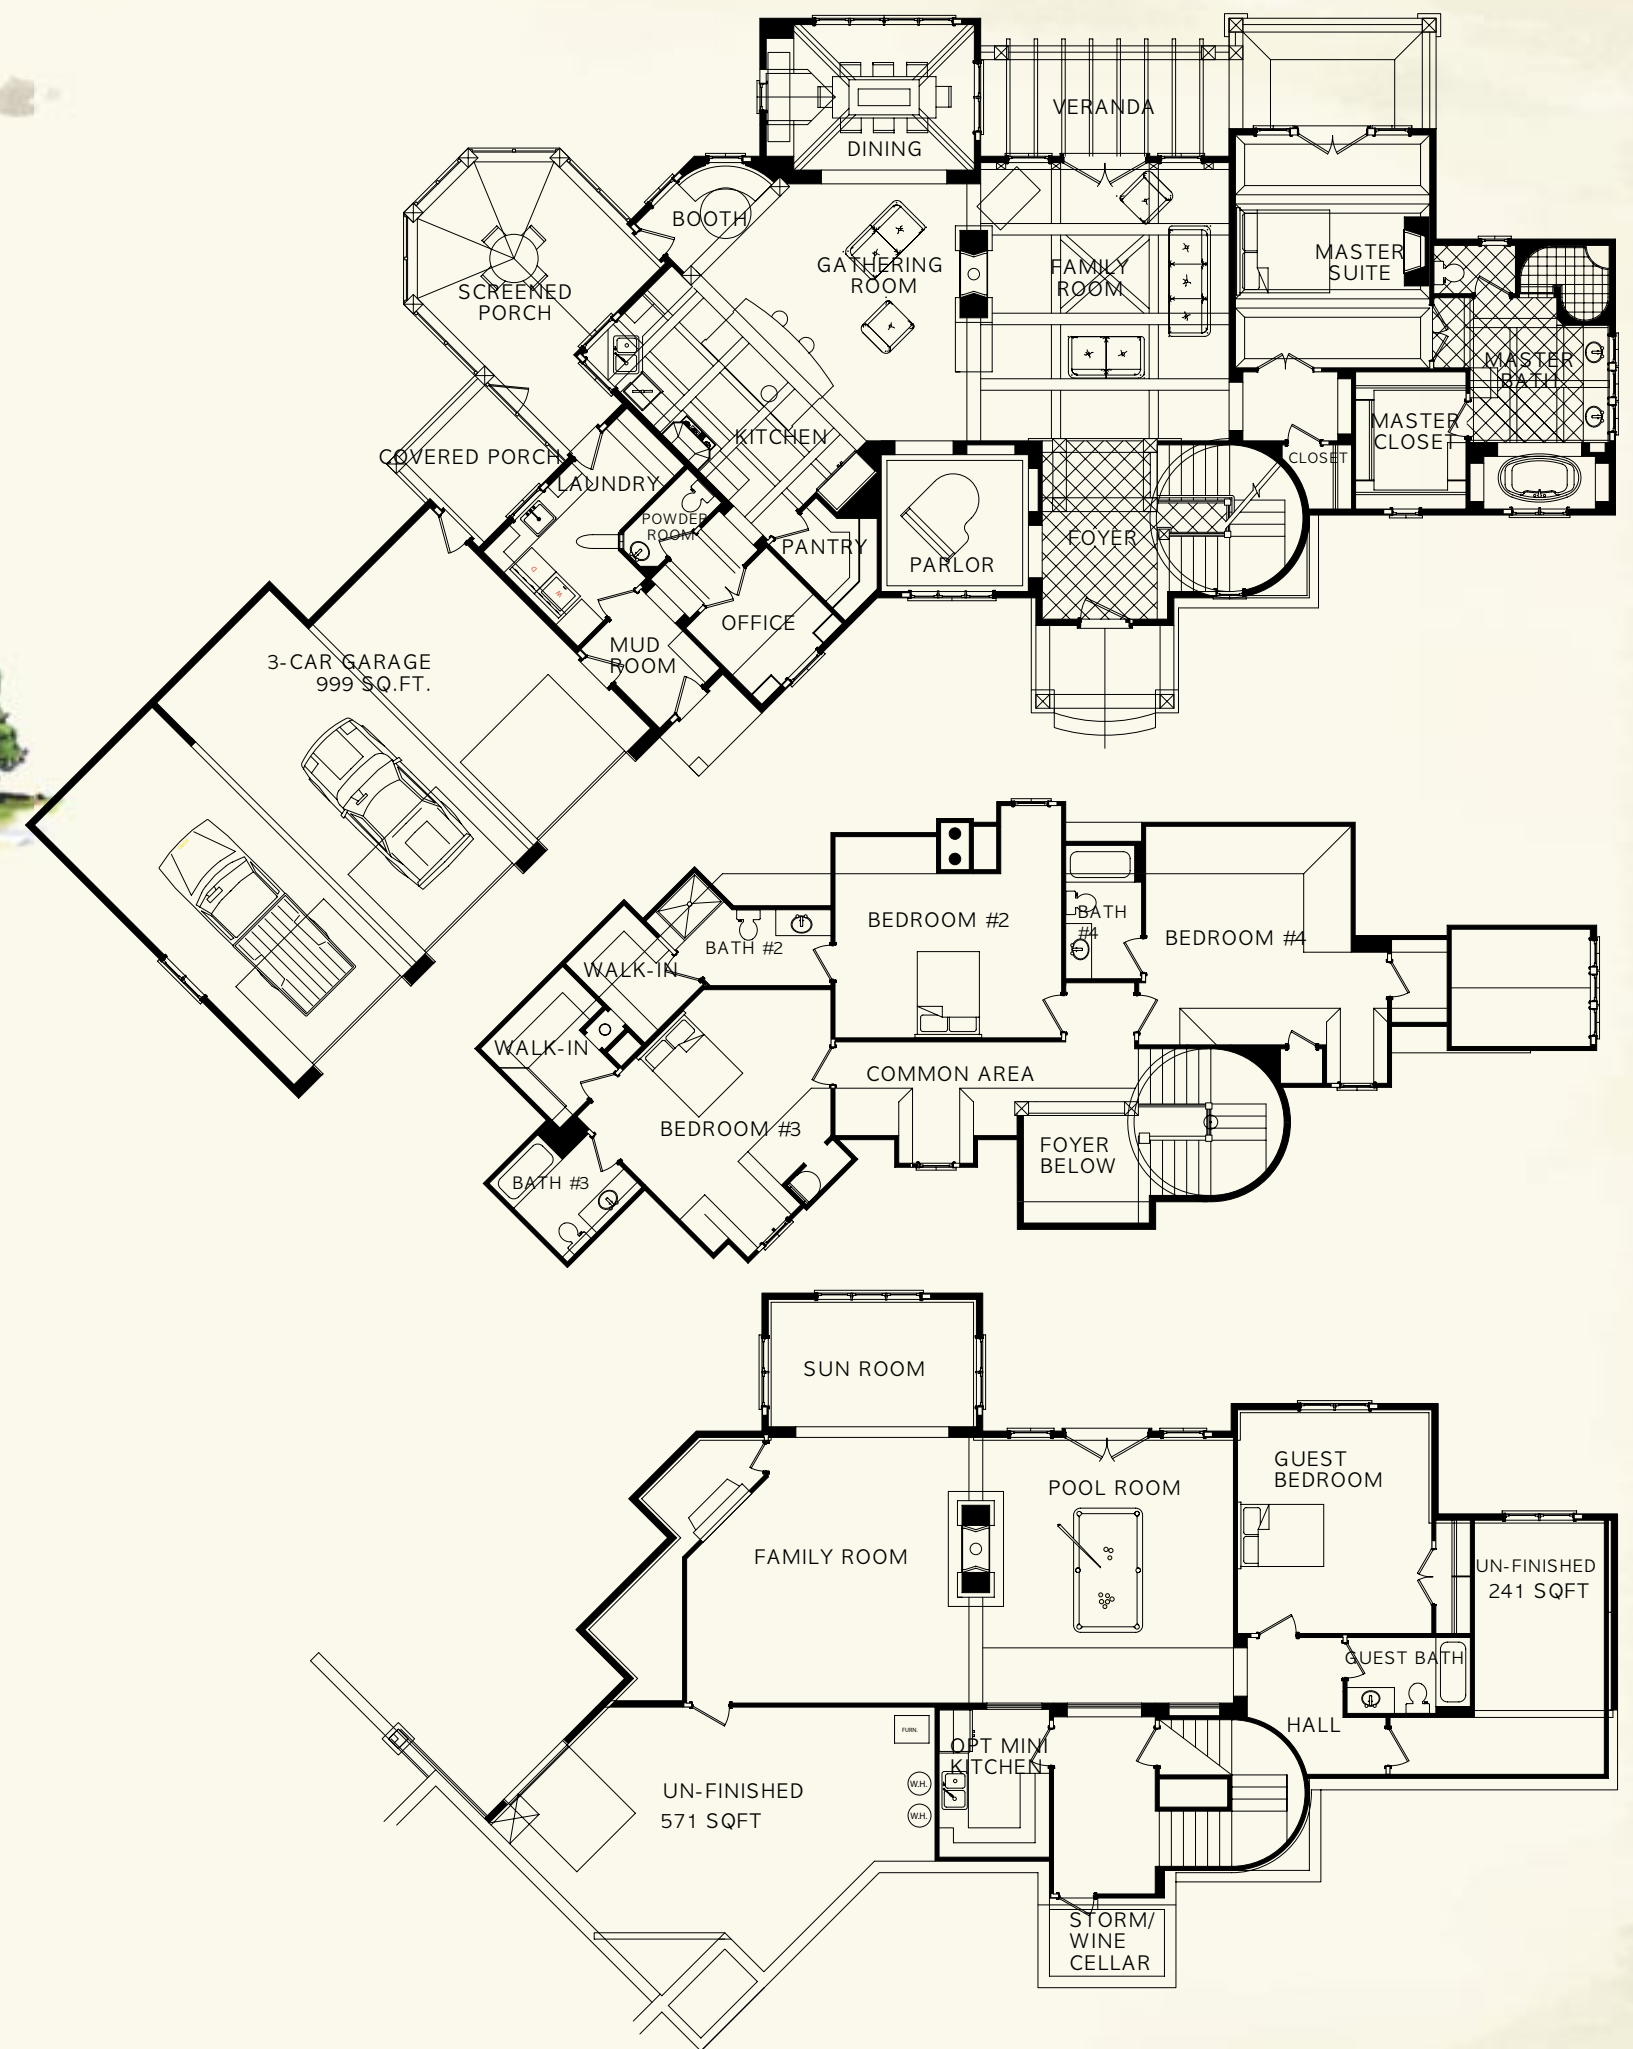 VERANDA
DINING
BOOTH
GATHERING
ROOM
FAMILY
ROOM
MASTER
SUITE
SCREENED
PORCH
MASTER
BATH
MASTER
CLOSET
KITCHEN
COVERED PORCH
CLOSET
LAUNDRY
POWDER
ROOM
PANTRY
FOYER
PARLOR
D
W
OFFICE
MUD
ROOM
3-CAR GARAGE
999 SQ.FT.
BEDROOM #2
BATH
#4
BEDROOM #4
BATH #2
WALK-IN
WALK-IN
COMMON AREA
BEDROOM #3
FOYER
BELOW
BATH #3
SUN ROOM
GUEST
BEDROOM
POOL ROOM
FAMILY ROOM
UN-FINISHED
241 SQFT
GUEST BATH
HALL
FURN.
OPT MINI
KITCHEN
W.H.
W.H.
UN-FINISHED
571 SQFT
STORM/
WINE
CELLAR